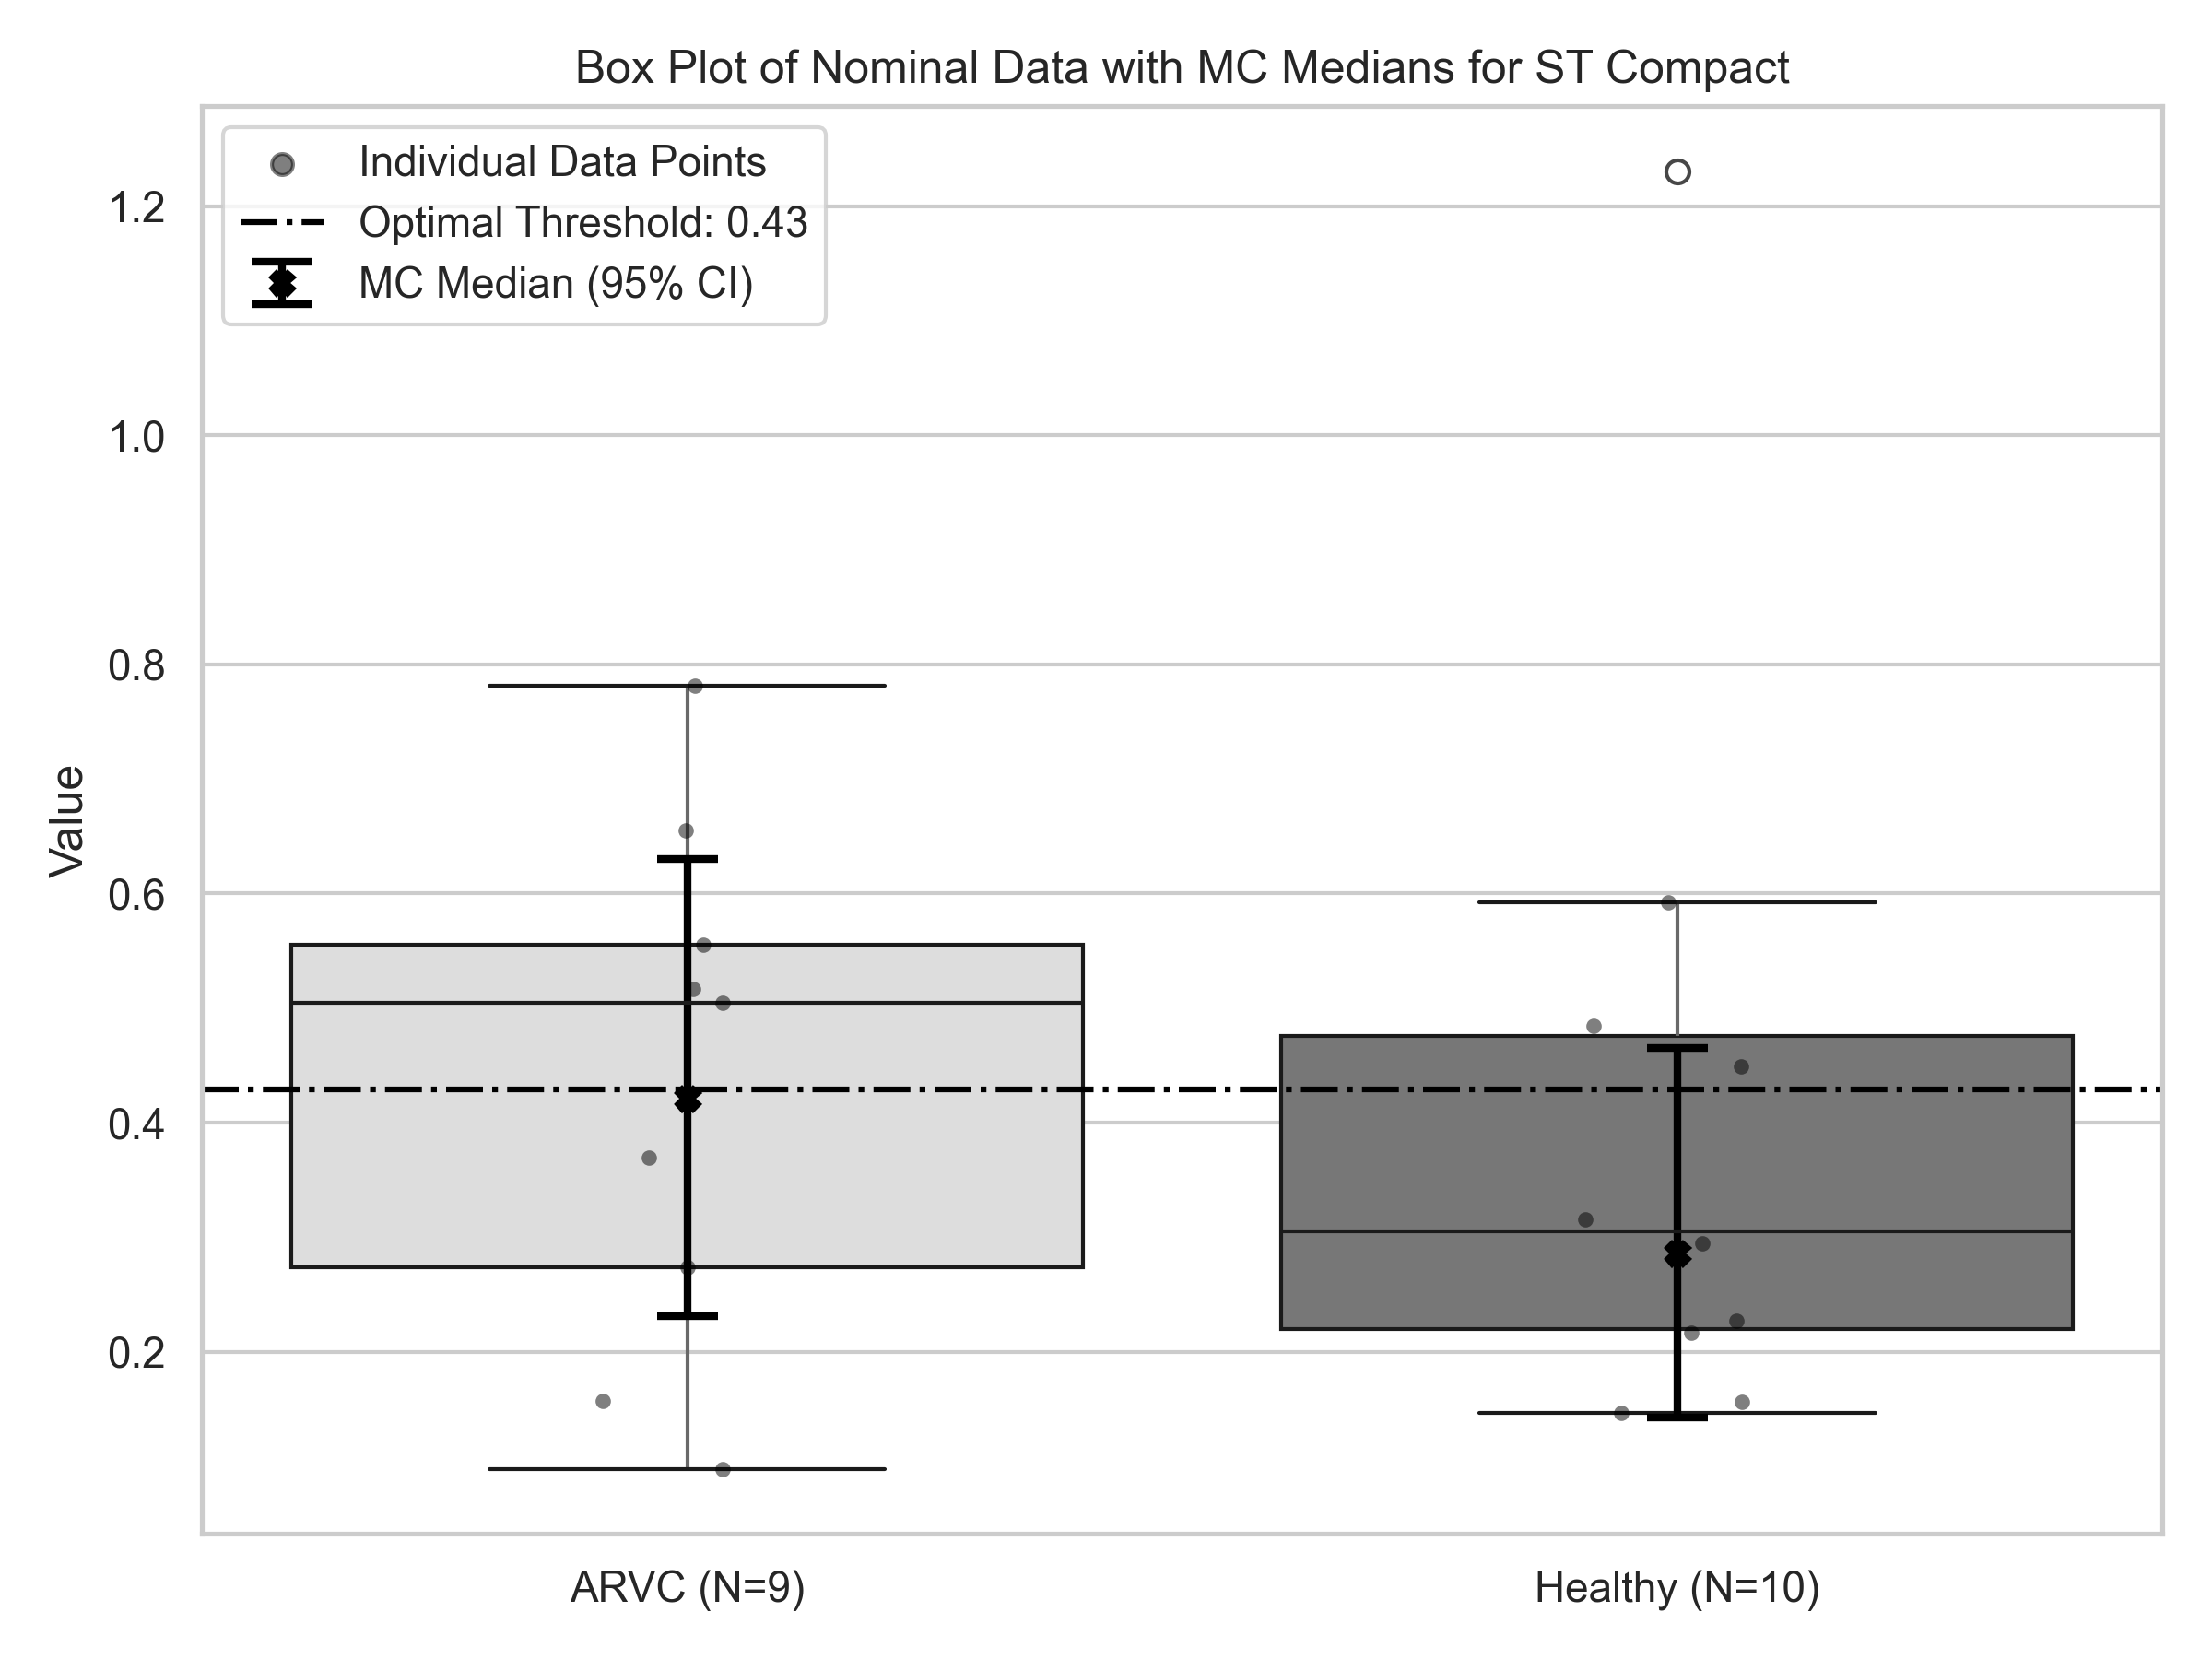 Box Plot of Nominal Data with MC Medians for ST Compact
Individual Data Points
Optimal Threshold: 0.43
MC Median (95% CI)
Value
1.2
1.0
0.8
0.6
0.4
0.2
ARVC (N=9)
Healthy (N=10)